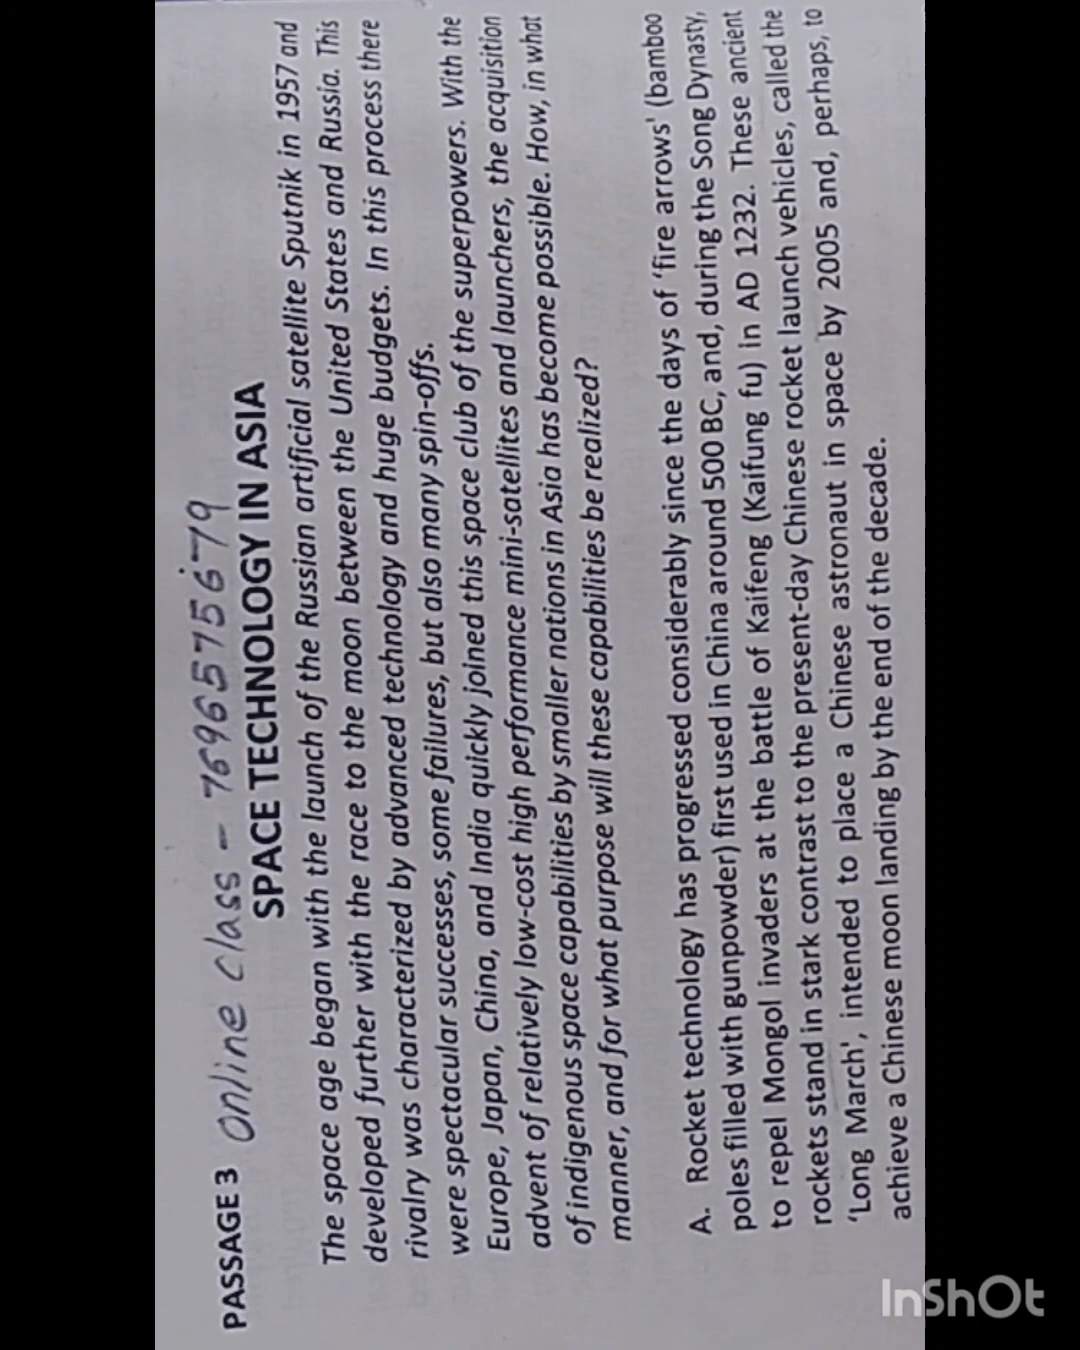 PASSAGE 3 online class - 7696575679
SPACE TECHNOLOGY IN ASIA
The space age began with the launch of the Russian artificial satellite Sputnik in 1957 and
developed further with the race to the moon between the United States and Russia. This
rivalry was characterized by advanced technology and huge budgets. In this process there
were spectacular successes, some failures, but also many spin-offs.
Europe, Japan, China, and India quickly joined this space club of the superpowers. With the
advent of relatively low-cost high performance mini-satellites and launchers, the acquisition
of indigenous space capabilities by smaller nations in Asia has become possible. How, in what
manner, and for what purpose will these capabilities be realized?
A. Rocket technology has progressed considerably since the days of 'fire arrows' (bamboo
poles filled with gunpowder) first used in China around 500 BC, and, during the Song Dynasty,
to repel Mongol invaders at the battle of Kaifeng (Kaifung fu) in AD 1232. These ancient
rockets stand in stark contrast to the present-day Chinese rocket launch vehicles, called the
'Long March', intended to place a Chinese astronaut in space by 2005 and, perhaps, to
achieve a Chinese moon landing by the end of the decade.
InShOt